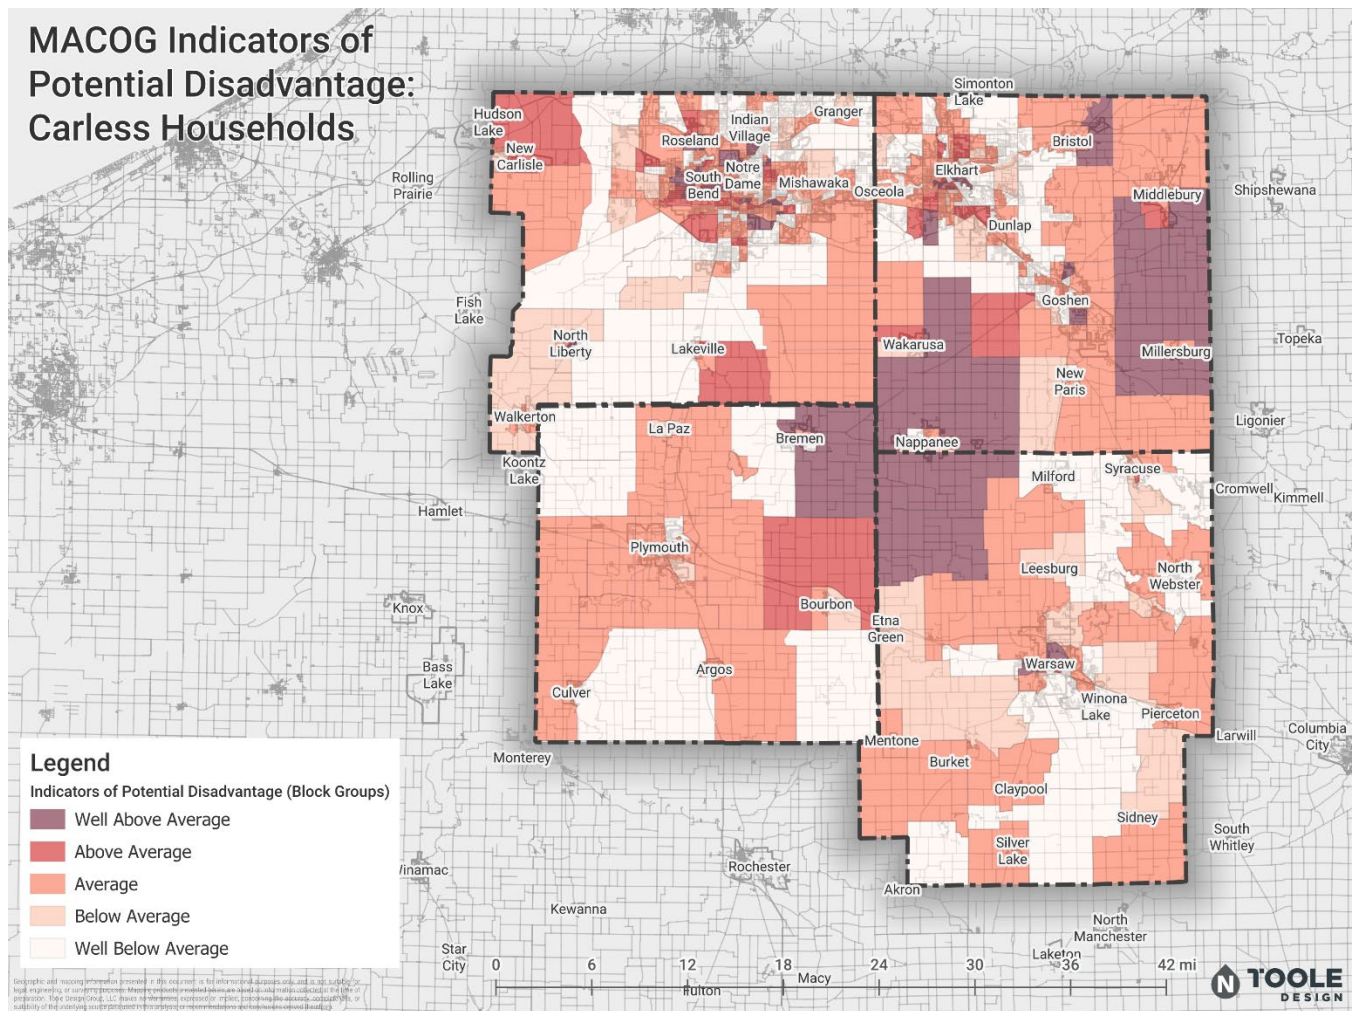 MACOG Indicators of
Potential Disadvantage:
Carless Households
Simonton
Lake
Hudson
Lake
Indian
Village
Granger
Roseland
Bristol
New
Carlisle
Rolling
Prairie
Notre
Dame
South
Bend
Mishawaka
Osceola
Elkhart
Middlebury
Shipshewana
Dunlap
Fish
Lake
Goshen
North
Liberty
Lakeville
Wakarusa
Millersburg
Topeka
New
Paris
Walkerton
La Paz
Bremen
Nappanee
Ligonier
Koontz
Lake
Milford
Syracuse
Cromwell
Kimmell
Hamlet
Plymouth
Leesburg
North
Webster
Knox
Bourbon
Etna
Green
Bass
Lake
Argos
Warsaw
Culver
Winona
Lake
Pierceton
Monterey
Mentone
Larwill
Columbia
City
Burket
Claypool
Sidney
South
Whitley
Silver
Lake
Rochester
Akron
Kewanna
North
Manchester
Star
City
Laketon
Macy
Fulton
Legend
Indicators of Potential Disadvantage (Block Groups)
Well Above Average
Above Average
Average
Below Average
Well Below Average
0 6 12 18 24 30 36 42 mi
N
TOOLE
DESIGN